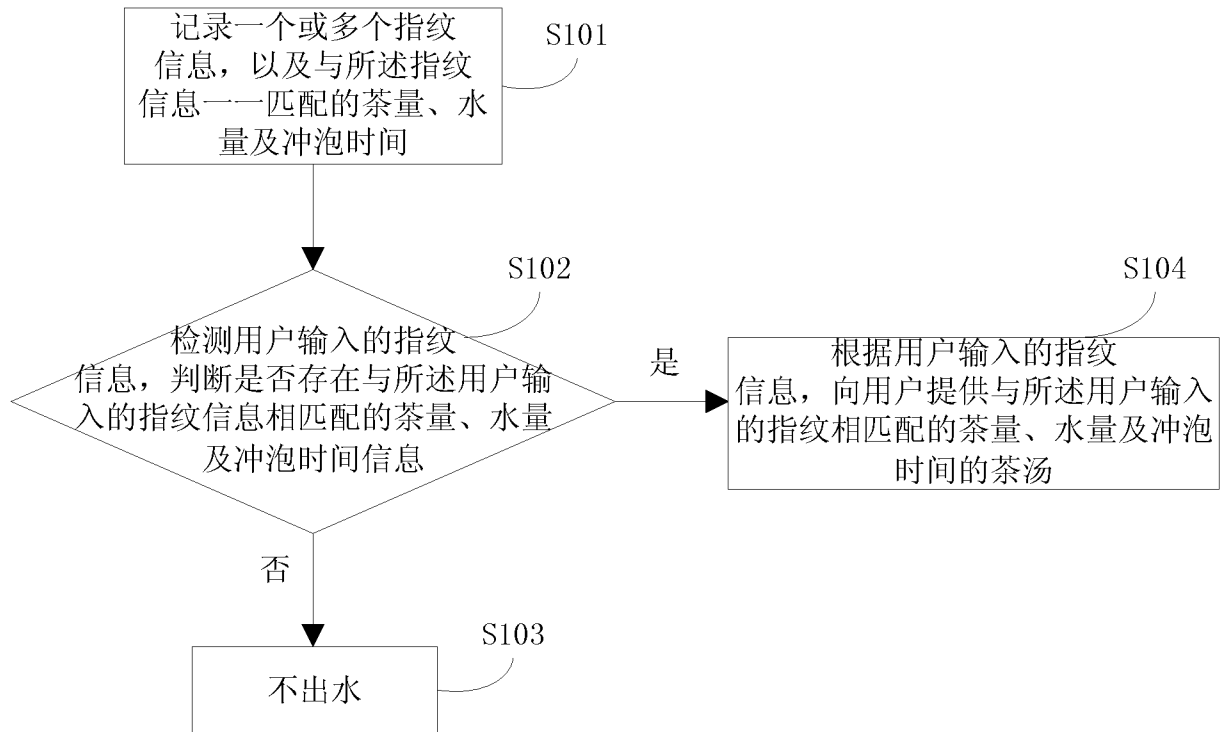 记录一个或多个指纹
信息，以及与所述指纹
信息一一匹配的茶量、水
量及冲泡时间
S101
S102
检测用户输入的指纹
信息，判断是否存在与所述用户输
入的指纹信息相匹配的茶量、水量
及冲泡时间信息
是
S104
根据用户输入的指纹
信息，向用户提供与所述用户输入
的指纹相匹配的茶量、水量及冲泡
时间的茶汤
否
S103
不出水